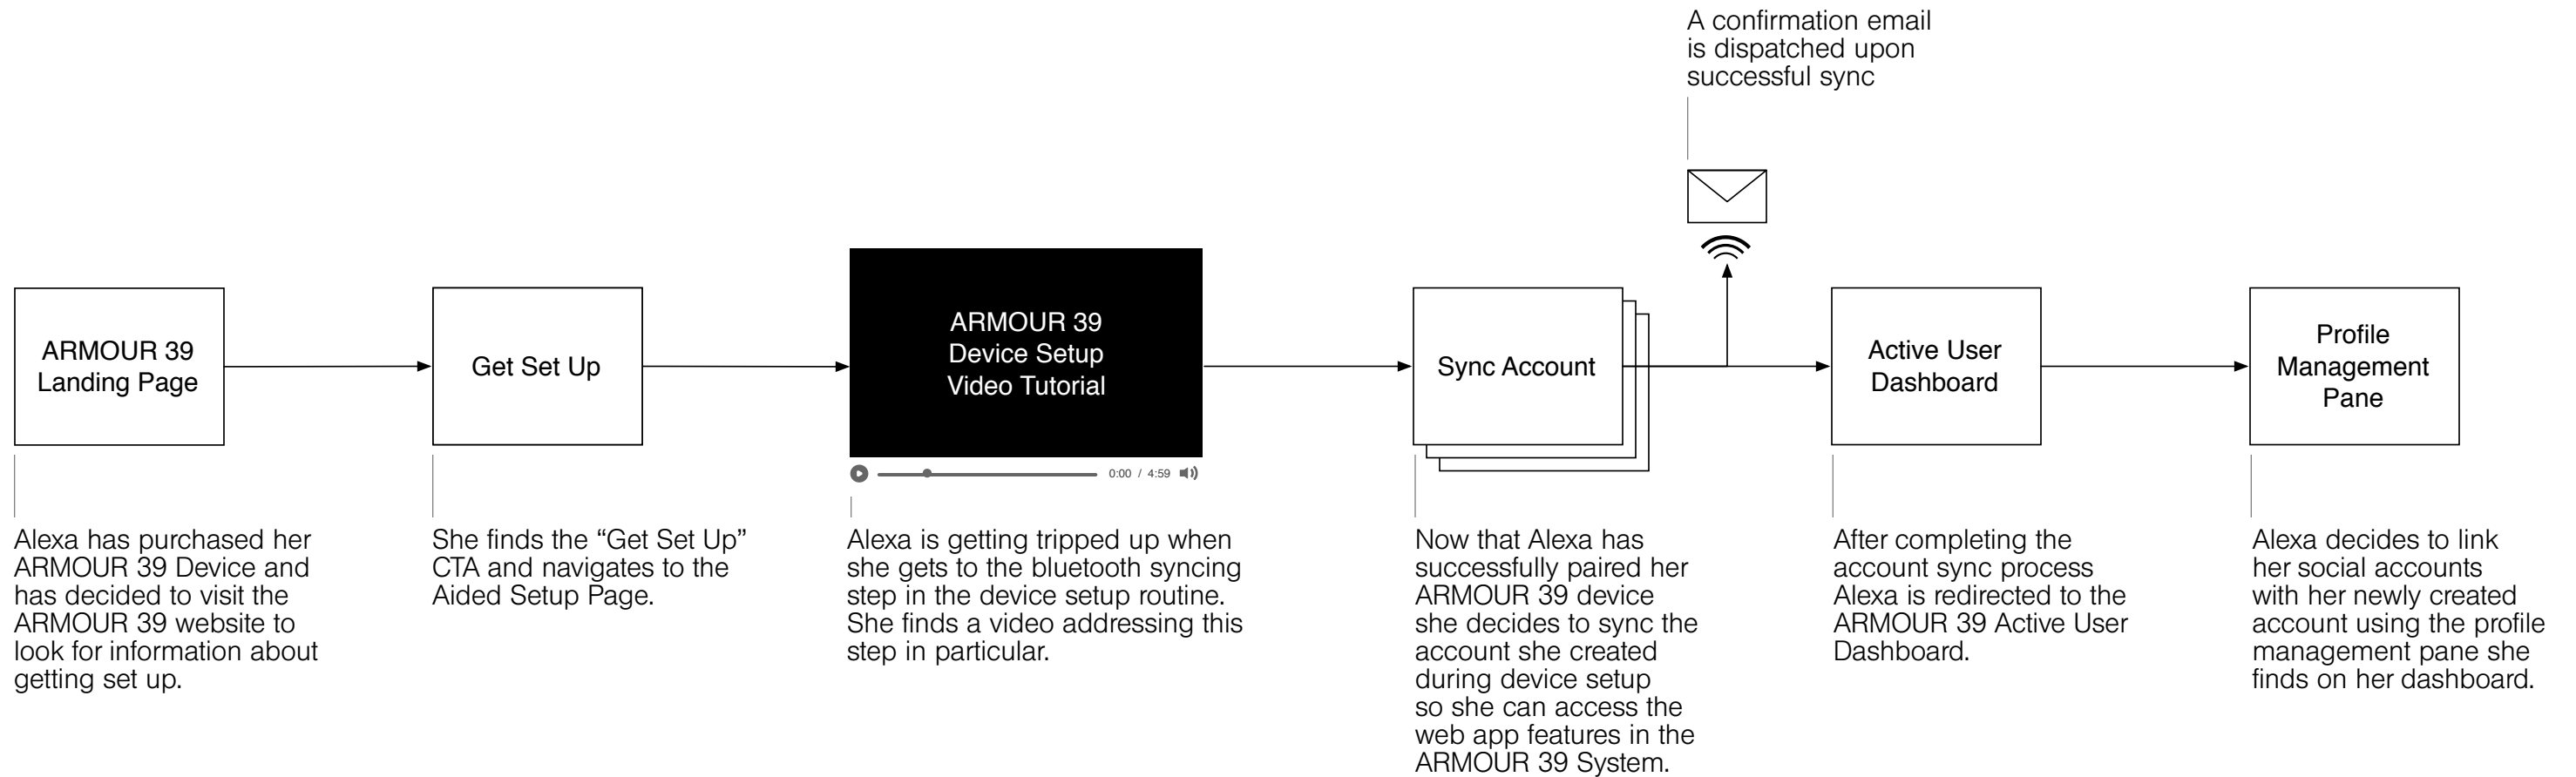 A confirmation email
is dispatched upon
successful sync
ARMOUR 39
Landing Page
Get Set Up
ARMOUR 39
Device Setup
Video Tutorial
0:00 / 4:59
Sync Account
Active User
Dashboard
Profile
Management
Pane
Alexa has purchased her
ARMOUR 39 Device and
has decided to visit the
ARMOUR 39 website to
look for information about
getting set up.
She finds the “Get Set Up”
CTA and navigates to the
Aided Setup Page.
Alexa is getting tripped up when
she gets to the bluetooth syncing
step in the device setup routine.
She finds a video addressing this
step in particular.
Now that Alexa has
successfully paired her
ARMOUR 39 device
she decides to sync the
account she created
during device setup
so she can access the
web app features in the
ARMOUR 39 System.
After completing the
account sync process
Alexa is redirected to the
ARMOUR 39 Active User
Dashboard.
Alexa decides to link
her social accounts
with her newly created
account using the profile
management pane she
finds on her dashboard.